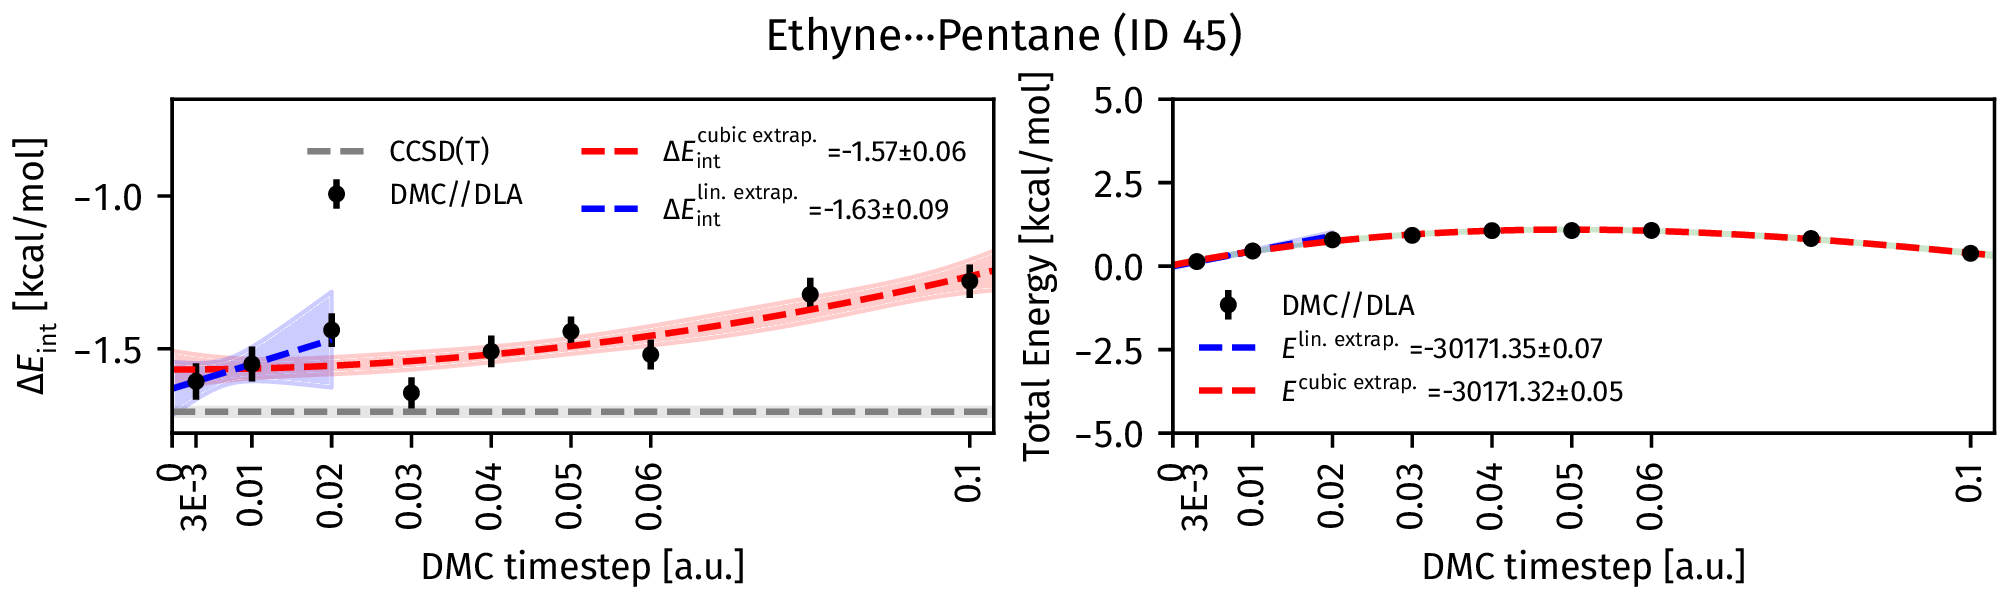 Ethyne···Pentane (ID 45)
ΔE_int [kcal/mol]
−1.0
−1.5
CCSD(T)
DMC//DLA
ΔE_int^cubic extrap. =-1.57±0.06
ΔE_int^lin. extrap. =-1.63±0.09
0
3E-3
0.01
0.02
0.03
0.04
0.05
0.06
0.1
DMC timestep [a.u.]
Total Energy [kcal/mol]
5.0
2.5
0.0
−2.5
−5.0
DMC//DLA
E^lin. extrap. =-30171.35±0.07
E^cubic extrap. =-30171.32±0.05
0
3E-3
0.01
0.02
0.03
0.04
0.05
0.06
0.1
DMC timestep [a.u.]